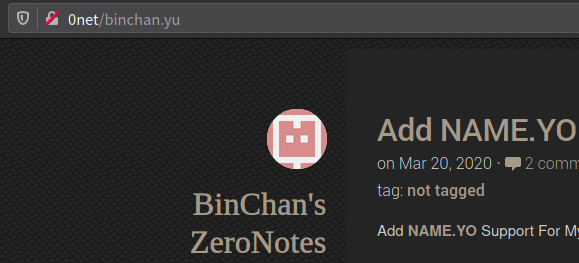 0net/binchan.yu
Add NAME.YO
on Mar 20, 2020 · 2 comm
tag: not tagged
BinChan's
ZeroNotes
Add NAME.YO Support For My